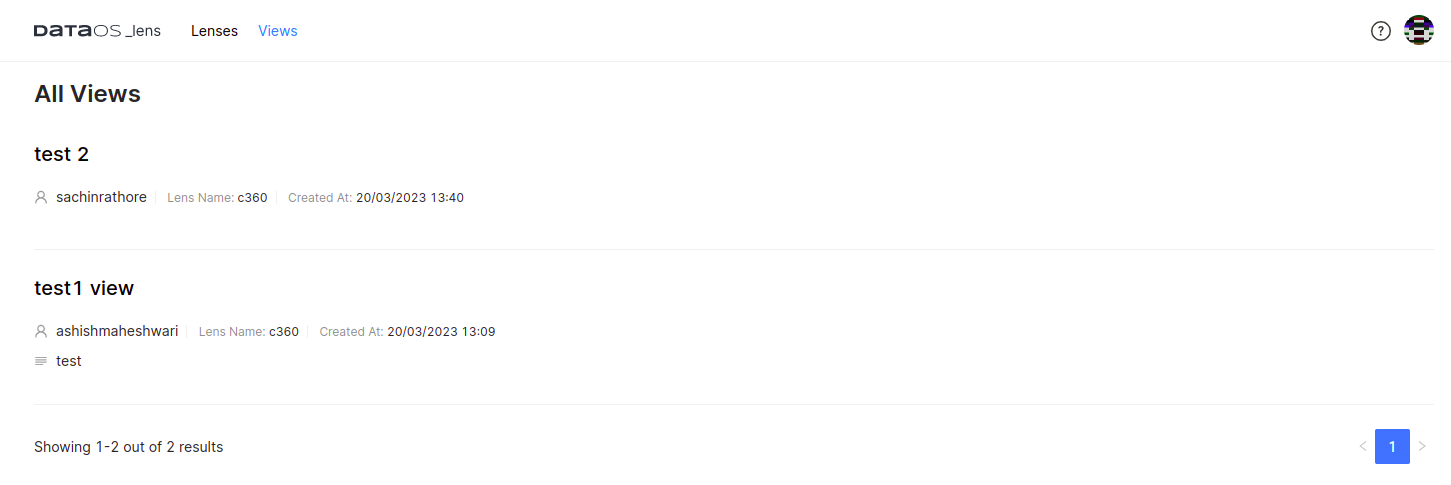 DATAOS _lens Lenses Views ?
All Views
test 2
sachinrathore Lens Name: c360 Created At: 20/03/2023 13:40
test1 view
ashishmaheshwari Lens Name: c360 Created At: 20/03/2023 13:09
test
Showing 1-2 out of 2 results < 1 >